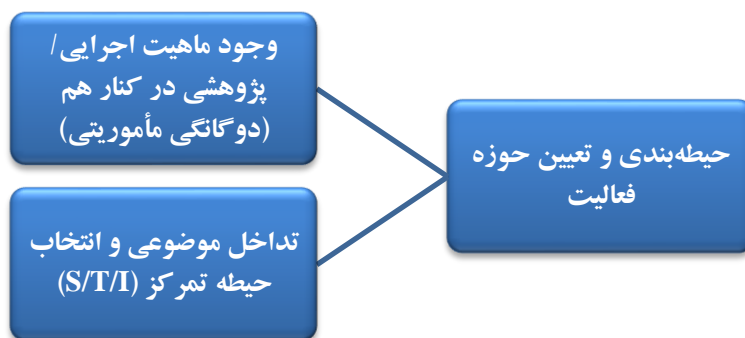 وجود ماهیت اجرایی/
پژوهشی در کنار هم
(دوگانگی مأموریتی)
حیطه‌بندی و تعیین حوزه
فعالیت
تداخل موضوعی و انتخاب
حیطه تمرکز (S/T/I)